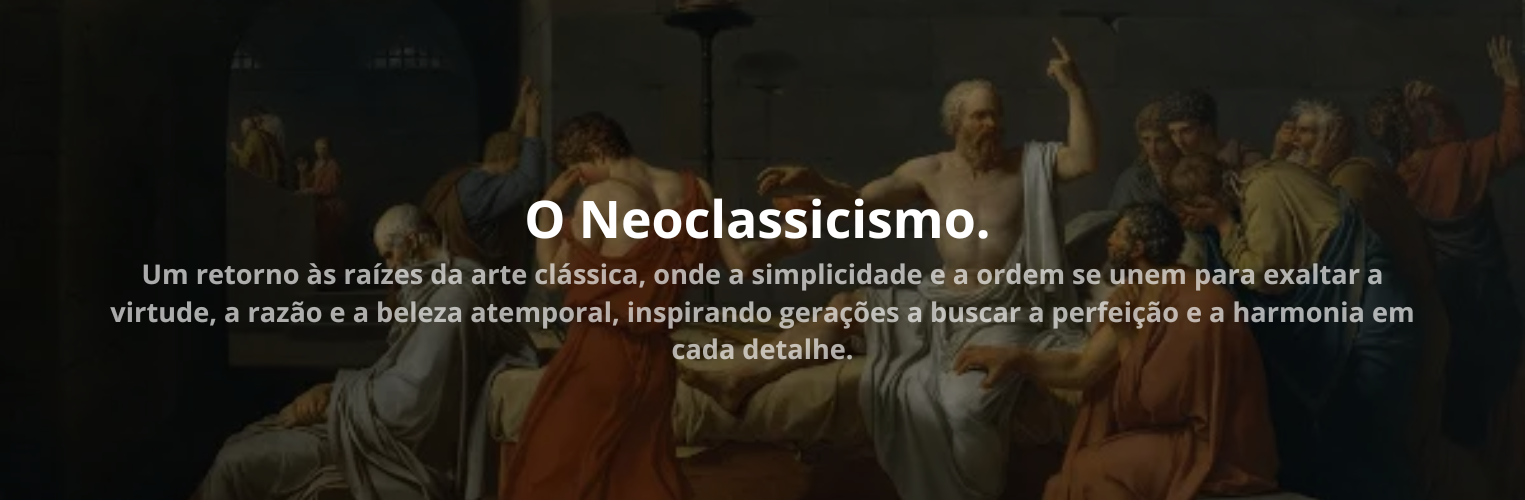 O Neoclassicismo.
Um retorno às raízes da arte clássica, onde a simplicidade e a ordem se unem para exaltar a
virtude, a razão e a beleza atemporal, inspirando gerações a buscar a perfeição e a harmonia em
cada detalhe.